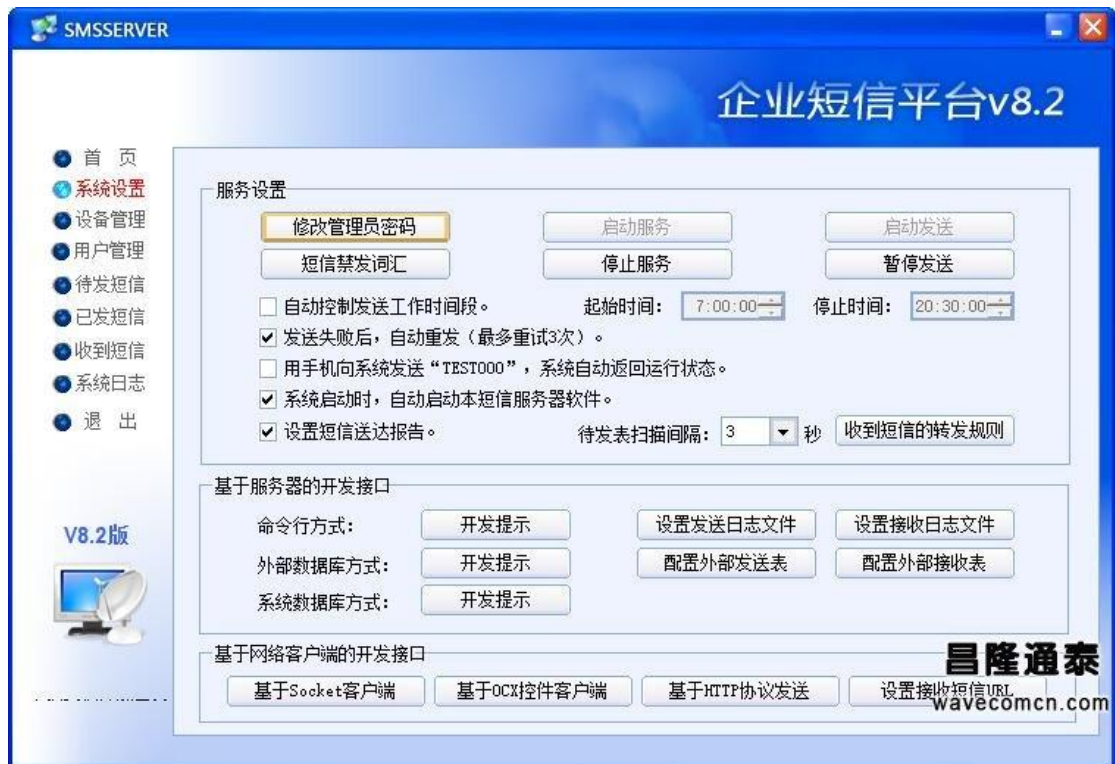 SMSSERVER
企业短信平台v8.2
首 页
系统设置
设备管理
用户管理
待发短信
已发短信
收到短信
系统日志
退 出
V8.2版
服务设置
修改管理员密码 启动服务 启动发送
短信禁发词汇 停止服务 暂停发送
自动控制发送工作时间段。 起始时间: 7:00:00 停止时间: 20:30:00
发送失败后，自动重发（最多重试3次）。
用手机向系统发送“TEST000”，系统自动返回运行状态。
系统启动时，自动启动本短信服务器软件。
设置短信送达报告。 待发表扫描间隔: 3 秒 收到短信的转发规则
基于服务器的开发接口
命令行方式: 开发提示 设置发送日志文件 设置接收日志文件
外部数据库方式: 开发提示 配置外部发送表 配置外部接收表
系统数据库方式: 开发提示
基于网络客户端的开发接口
基于Socket客户端 基于OCX控件客户端 基于HTTP协议发送 设置接收短信URL
昌隆通泰
wavecomcn.com